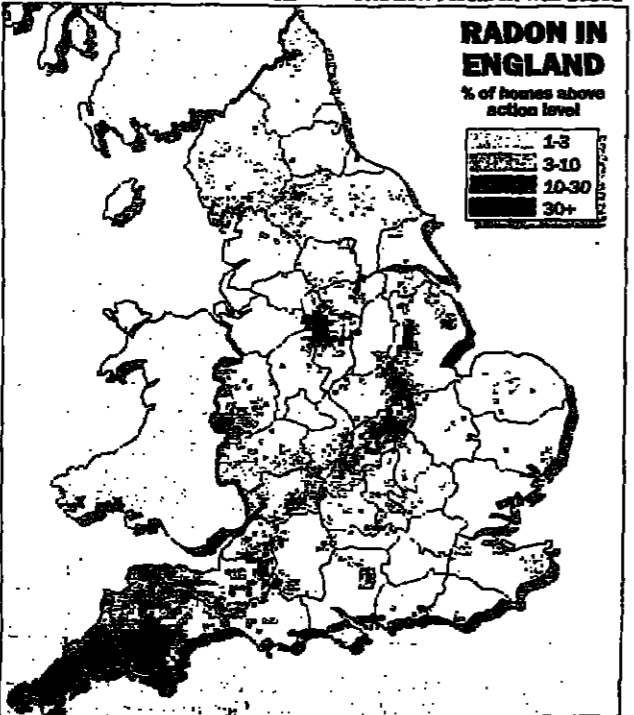 RADON IN
ENGLAND
% of homes above
action level
1-3
3-10
10-30
30+